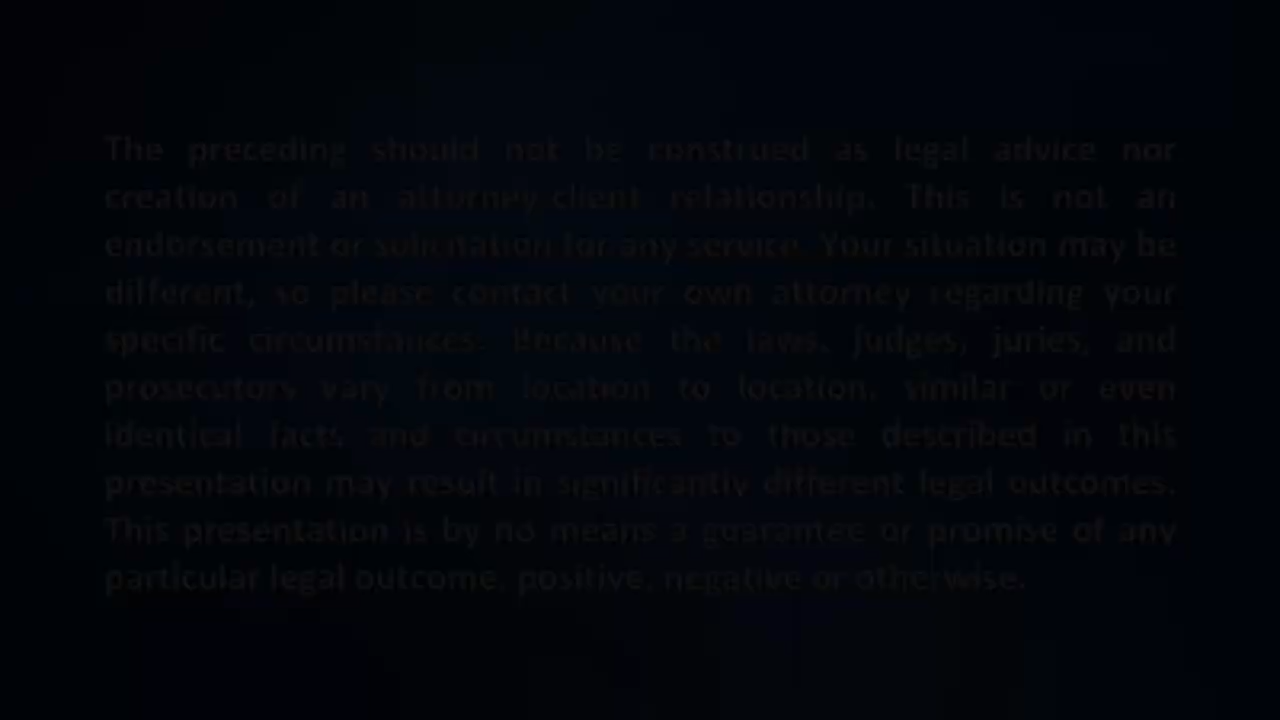 The preceding should not be construed as legal advice nor
creation of an attorney-client relationship. This is not an
endorsement or solicitation for any service. Your situation may be
different, so please contact your own attorney regarding your
specific circumstances. Because the laws, judges, juries, and
prosecutors vary from location to location, similar or even
identical facts and circumstances to those described in this
presentation may result in significantly different legal outcomes.
This presentation is by no means a guarantee or promise of any
particular legal outcome, positive, negative or otherwise.